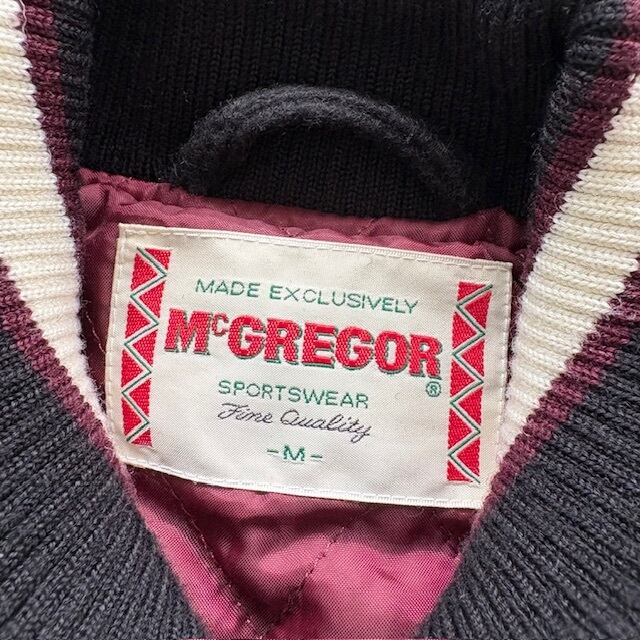 MADE EXCLUSIVELY
McGREGOR®
SPORTSWEAR
Fine Quality
-M-